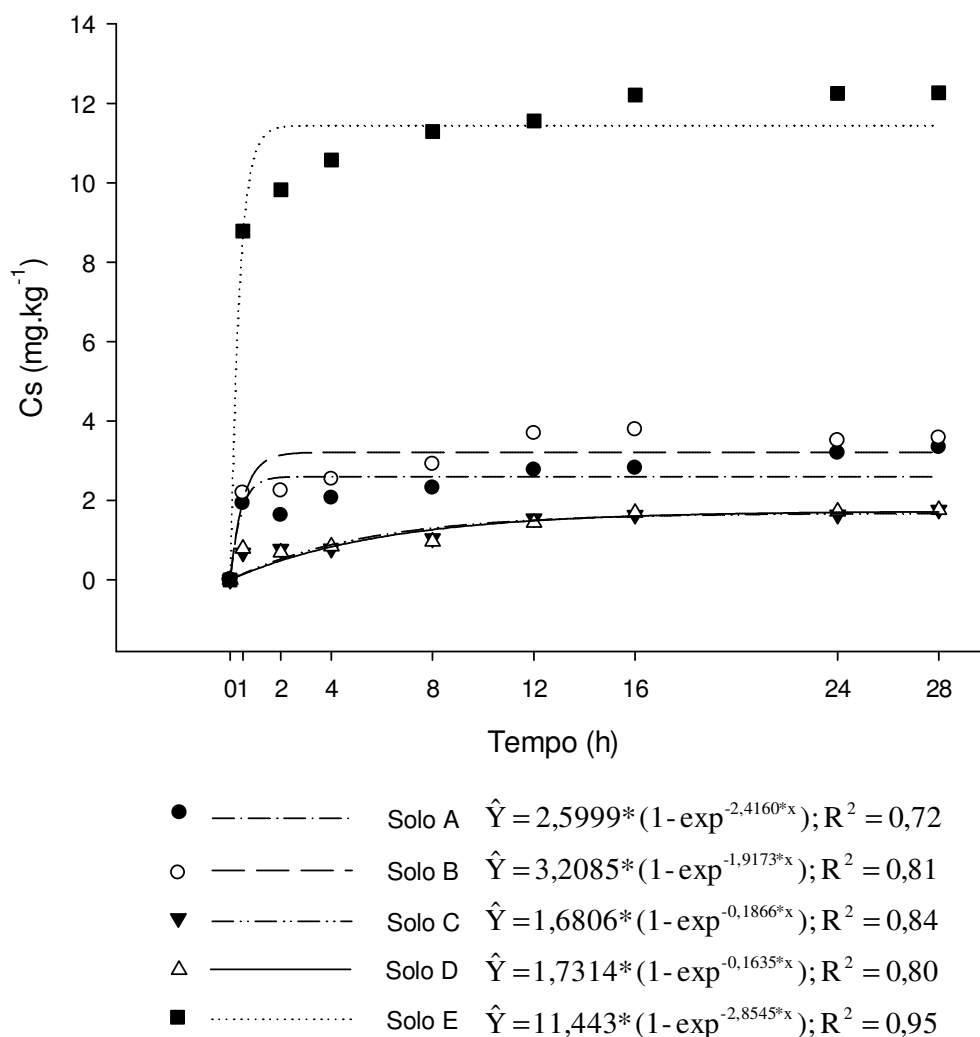 14
12
10
8
6
4
2
0
Cs (mg.kg⁻¹)
01 2 4 8 12 16 24 28
Tempo (h)
Solo A Ŷ = 2,5999*(1-exp⁻²,⁴¹⁶⁰*ˣ); R² = 0,72
Solo B Ŷ = 3,2085*(1-exp⁻¹,⁹¹⁷³*ˣ); R² = 0,81
Solo C Ŷ = 1,6806*(1-exp⁻⁰,¹⁸⁶⁶*ˣ); R² = 0,84
Solo D Ŷ = 1,7314*(1-exp⁻⁰,¹⁶³⁵*ˣ); R² = 0,80
Solo E Ŷ = 11,443*(1-exp⁻²,⁸⁵⁴⁵*ˣ); R² = 0,95